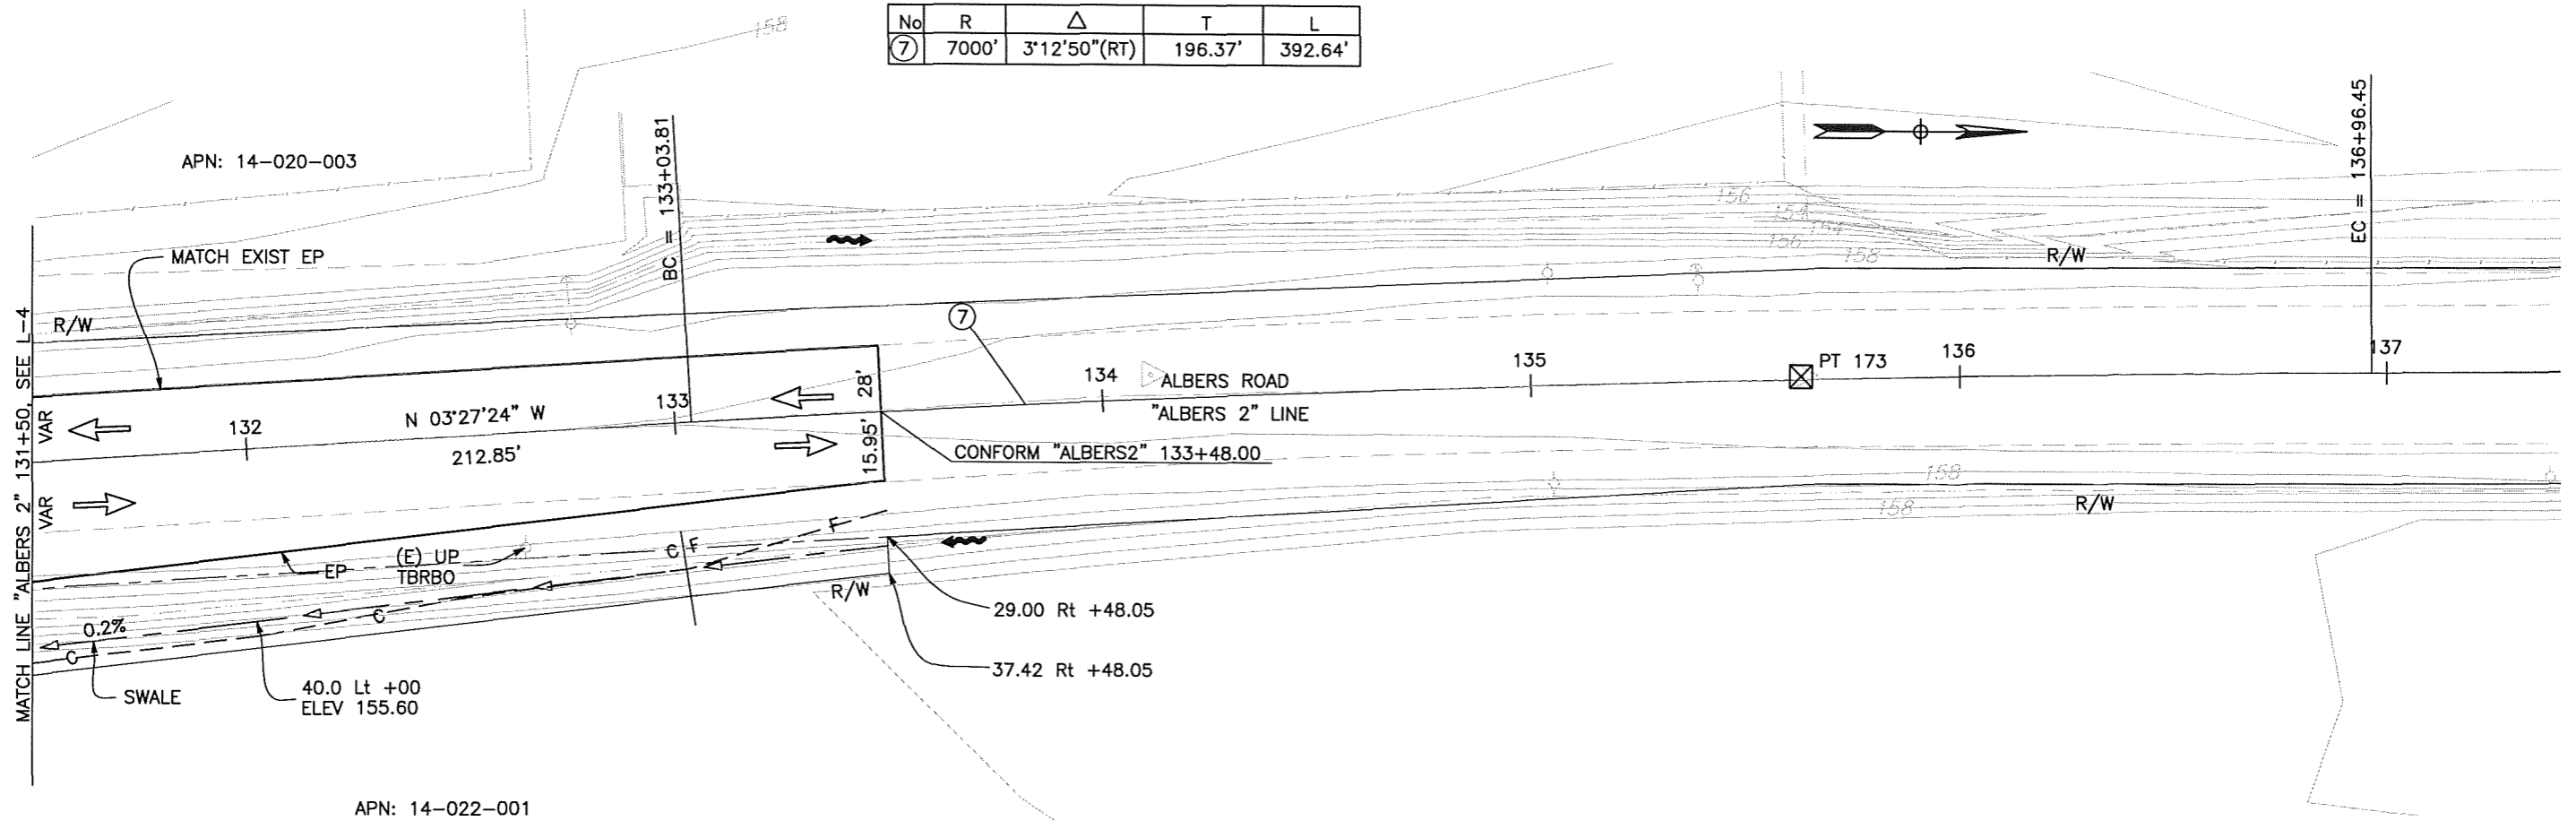 No R △ T L
7 7000' 3°12'50"(RT) 196.37' 392.64'
158
APN: 14-020-003
BC = 133+03.81
EC = 136+96.45
156
154
154
156
158
R/W
MATCH EXIST EP
R/W
7
MATCH LINE "ALBERS 2" 131+50, SEE L-4
VAR
132
N 03°27'24" W
212.85'
133
28'
15.95'
134
ALBERS ROAD
"ALBERS 2" LINE
135
PT 173
136
137
CONFORM "ALBERS2" 133+48.00
VAR
158
158
R/W
F
C F
EP
(E) UP
TBRBO
R/W
29.00 Rt +48.05
37.42 Rt +48.05
C
0.2%
C
SWALE
40.0 Lt +00
ELEV 155.60
APN: 14-022-001